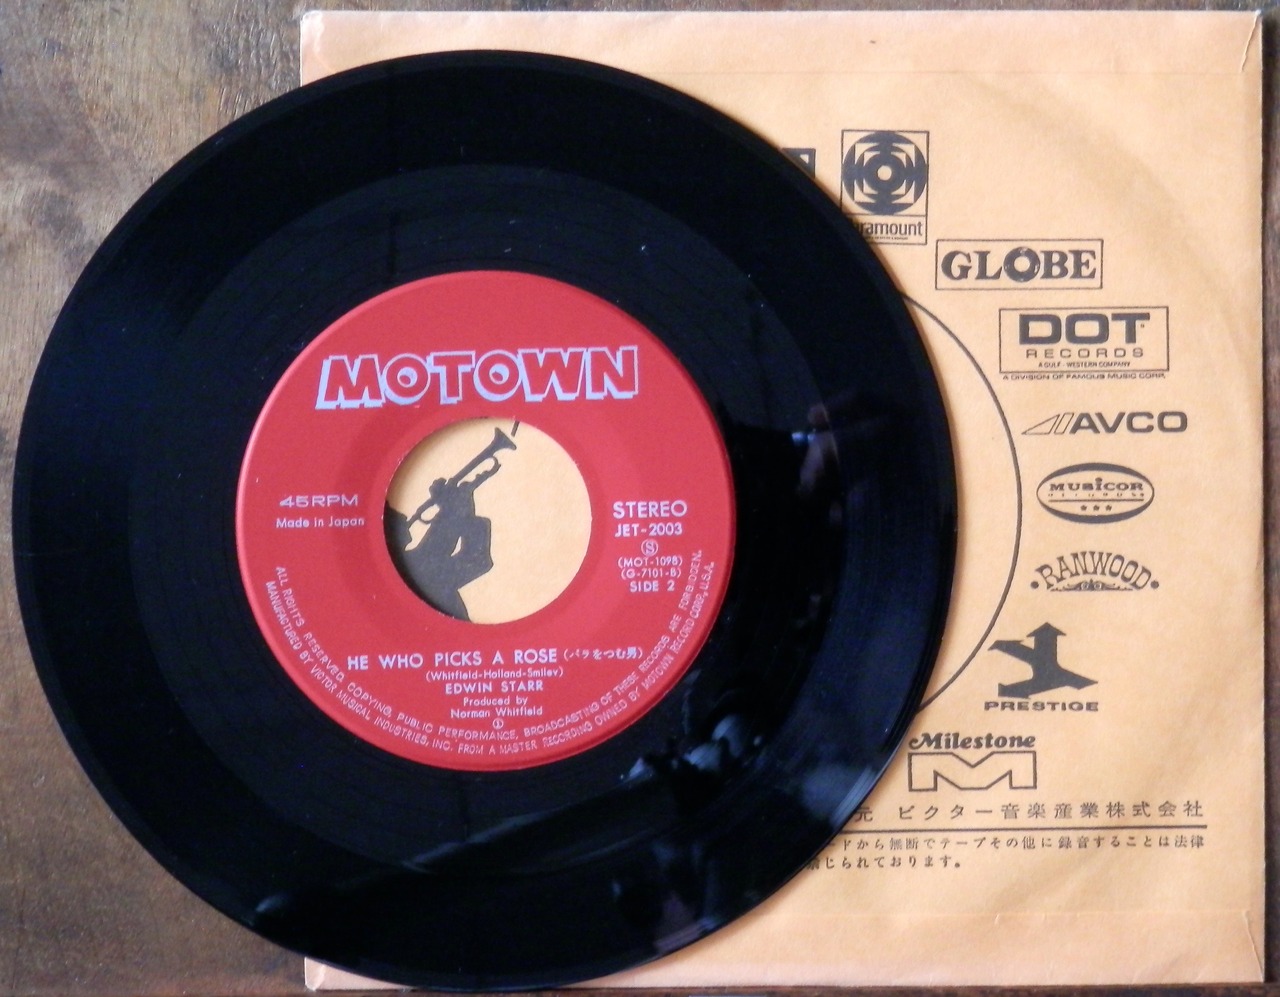 MOTOWN
45RPM
Made in Japan
STEREO
JET-2003
Ⓢ
(MOT-1098)
(G-7101-B)
SIDE 2
HE WHO PICKS A ROSE (バラをつむ男)
(Whitfield-Holland-Smiley)
EDWIN STARR
Produced by
Norman Whitfield
ALL RIGHTS RESERVED. COPYING, PUBLIC PERFORMANCE, BROADCASTING OF THESE RECORDS ARE FORBIDDEN.
MANUFACTURED BY VICTOR MUSICAL INDUSTRIES, INC. FROM A MASTER RECORDING OWNED BY MOTOWN RECORD CORP., U.S.A.
ramount
GLOBE
DOT
RECORDS
A GULF + WESTERN COMPANY
A DIVISION OF FAMOUS MUSIC CORP.
AVCO
MUSICOR
RECORDS
RANWOOD
PRESTIGE
Milestone
M
元 ビクター音楽産業株式会社
ードから無断でテープその他に録音することは法律
じられております。